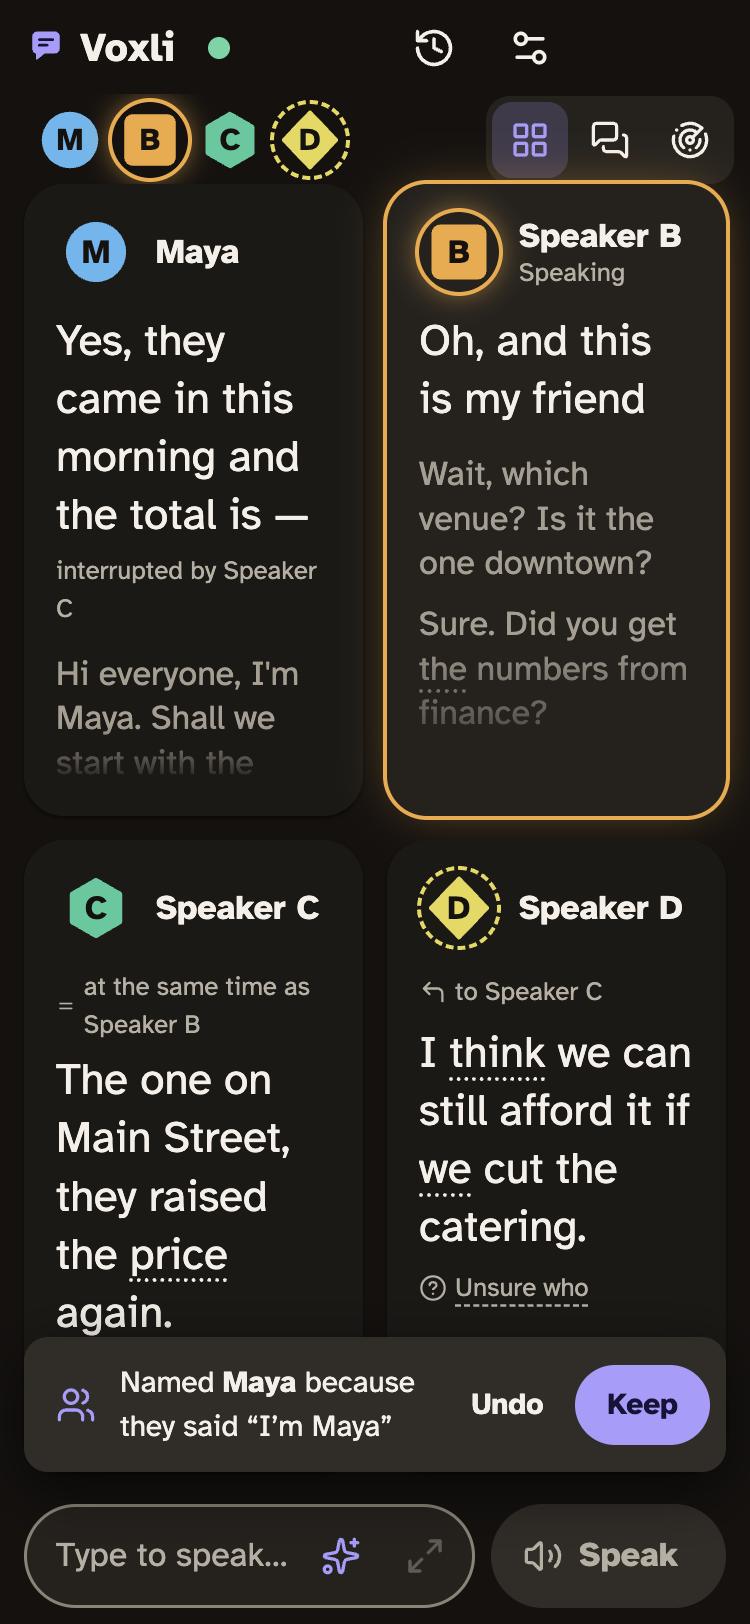 Voxli
M B C D
M Maya
Yes, they
came in this
morning and
the total is —
interrupted by Speaker
C
Hi everyone, I'm
Maya. Shall we
start with the
B Speaker B
Speaking
Oh, and this
is my friend
Wait, which
venue? Is it the
one downtown?
Sure. Did you get
the numbers from
finance?
C Speaker C
= at the same time as
Speaker B
The one on
Main Street,
they raised
the price
again.
D Speaker D
to Speaker C
I think we can
still afford it if
we cut the
catering.
? Unsure who
Named Maya because
they said “I’m Maya”
Undo Keep
Type to speak... Speak